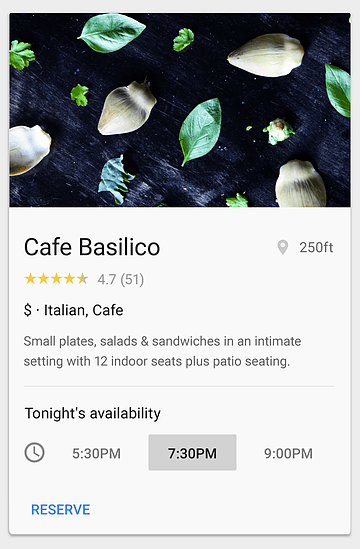 Cafe Basilico
250ft
4.7 (51)
$ · Italian, Cafe
Small plates, salads & sandwiches in an intimate
setting with 12 indoor seats plus patio seating.
Tonight's availability
5:30PM 7:30PM 9:00PM
RESERVE